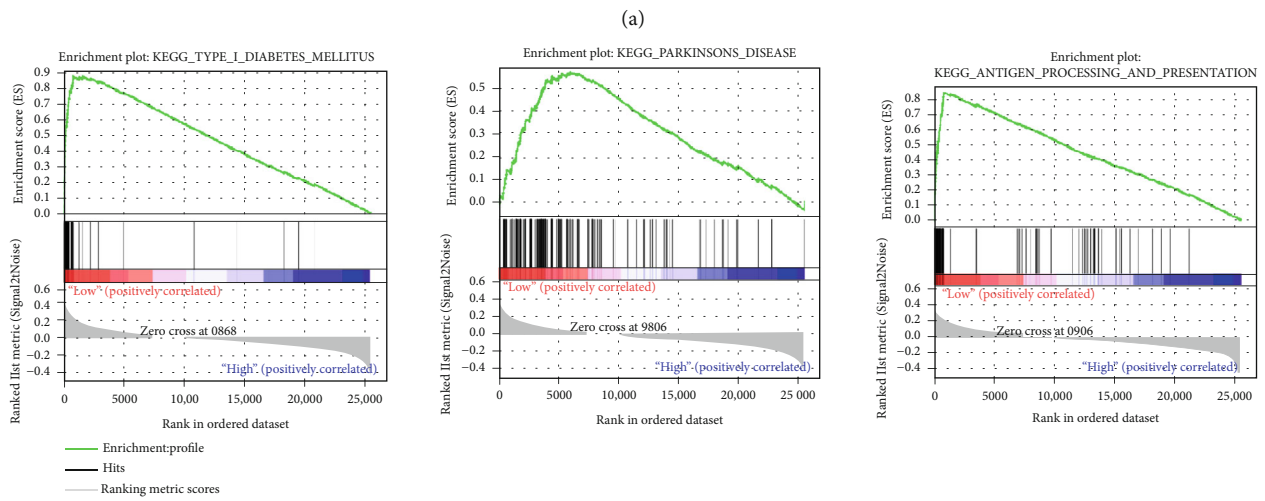 (a)
Enrichment plot: KEGG_TYPE_I_DIABETES_MELLITUS
0.9
0.8
0.7
0.6
0.5
0.4
0.3
0.2
0.1
0.0
Enrichment score (ES)
0.6
0.4
0.2
0.0
−0.2
−0.4
Ranked IIst metric (Signal2Noise)
"Low" (positively correlated)
Zero cross at 0868
"High" (positively correlated)
0 5000 10,000 15,000 20,000 25,000
Rank in ordered dataset
Enrichment:profile
Hits
Ranking metric scores
Enrichment plot: KEGG_PARKINSONS_DISEASE
0.5
0.4
0.3
0.2
0.1
0.0
Enrichment score (ES)
0.6
0.4
0.2
0.0
−0.2
−0.4
Ranked IIst metric (Signal2Noise)
"Low" (positively correlated)
Zero cross at 9806
"High" (positively correlated)
0 5000 10,000 15,000 20,000 25,000
Rank in ordered dataset
Enrichment plot:
KEGG_ANTIGEN_PROCESSING_AND_PRESENTATION
0.8
0.7
0.6
0.5
0.4
0.3
0.2
0.1
0.0
Enrichment score (ES)
0.6
0.4
0.2
0.0
−0.2
−0.4
Ranked IIst metric (Signal2Noise)
"Low" (positively correlated)
Zero cross at 0906
"High" (positively correlated)
0 5000 10,000 15,000 20,000 25,000
Rank in ordered dataset